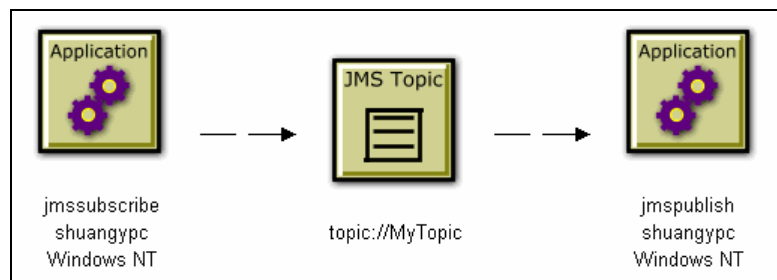 Application
jmssubscribe
shuangypc
Windows NT
JMS Topic
topic://MyTopic
Application
jmspublish
shuangypc
Windows NT